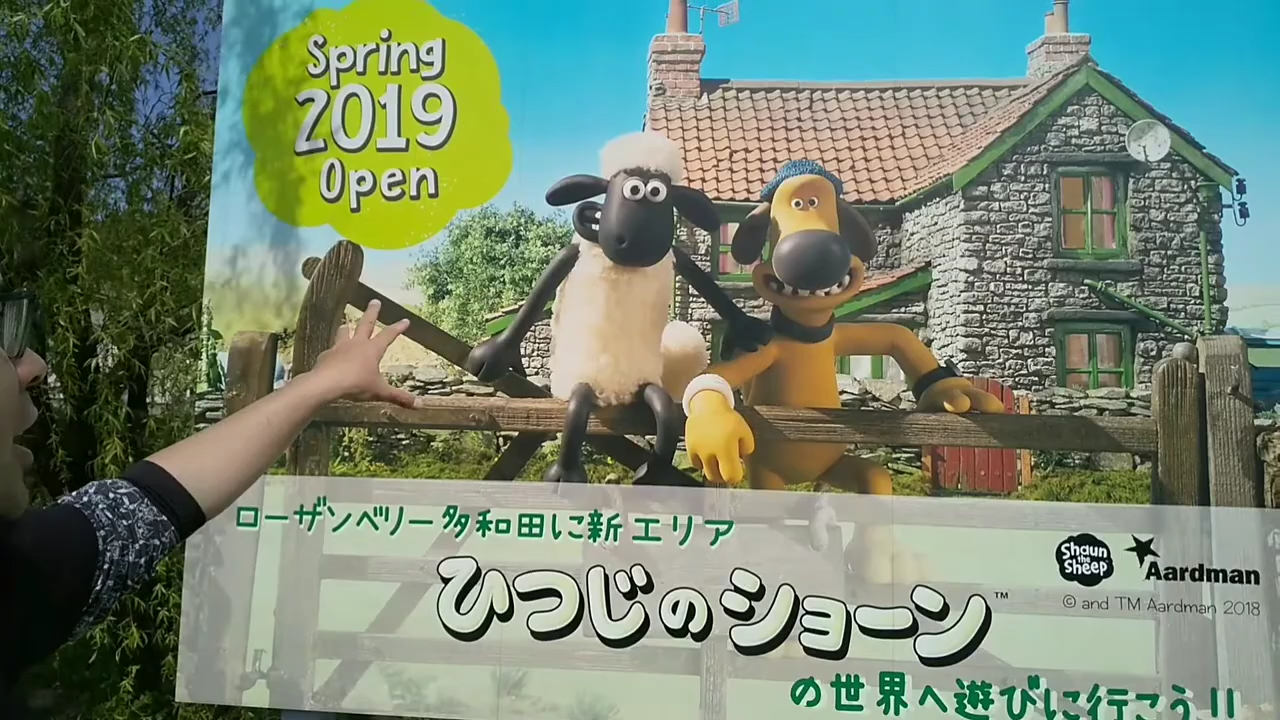 Spring
2019
Open
ローザンベリー多和田に新エリア
ひつじのショーン™
の世界へ遊びに行こう!!
Shaun
the
Sheep
Aardman
© and TM Aardman 2018